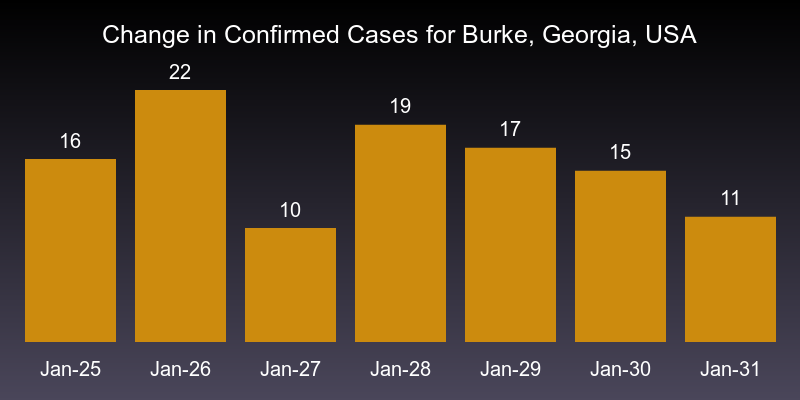 Change in Confirmed Cases for Burke, Georgia, USA
16
22
10
19
17
15
11
Jan-25
Jan-26
Jan-27
Jan-28
Jan-29
Jan-30
Jan-31